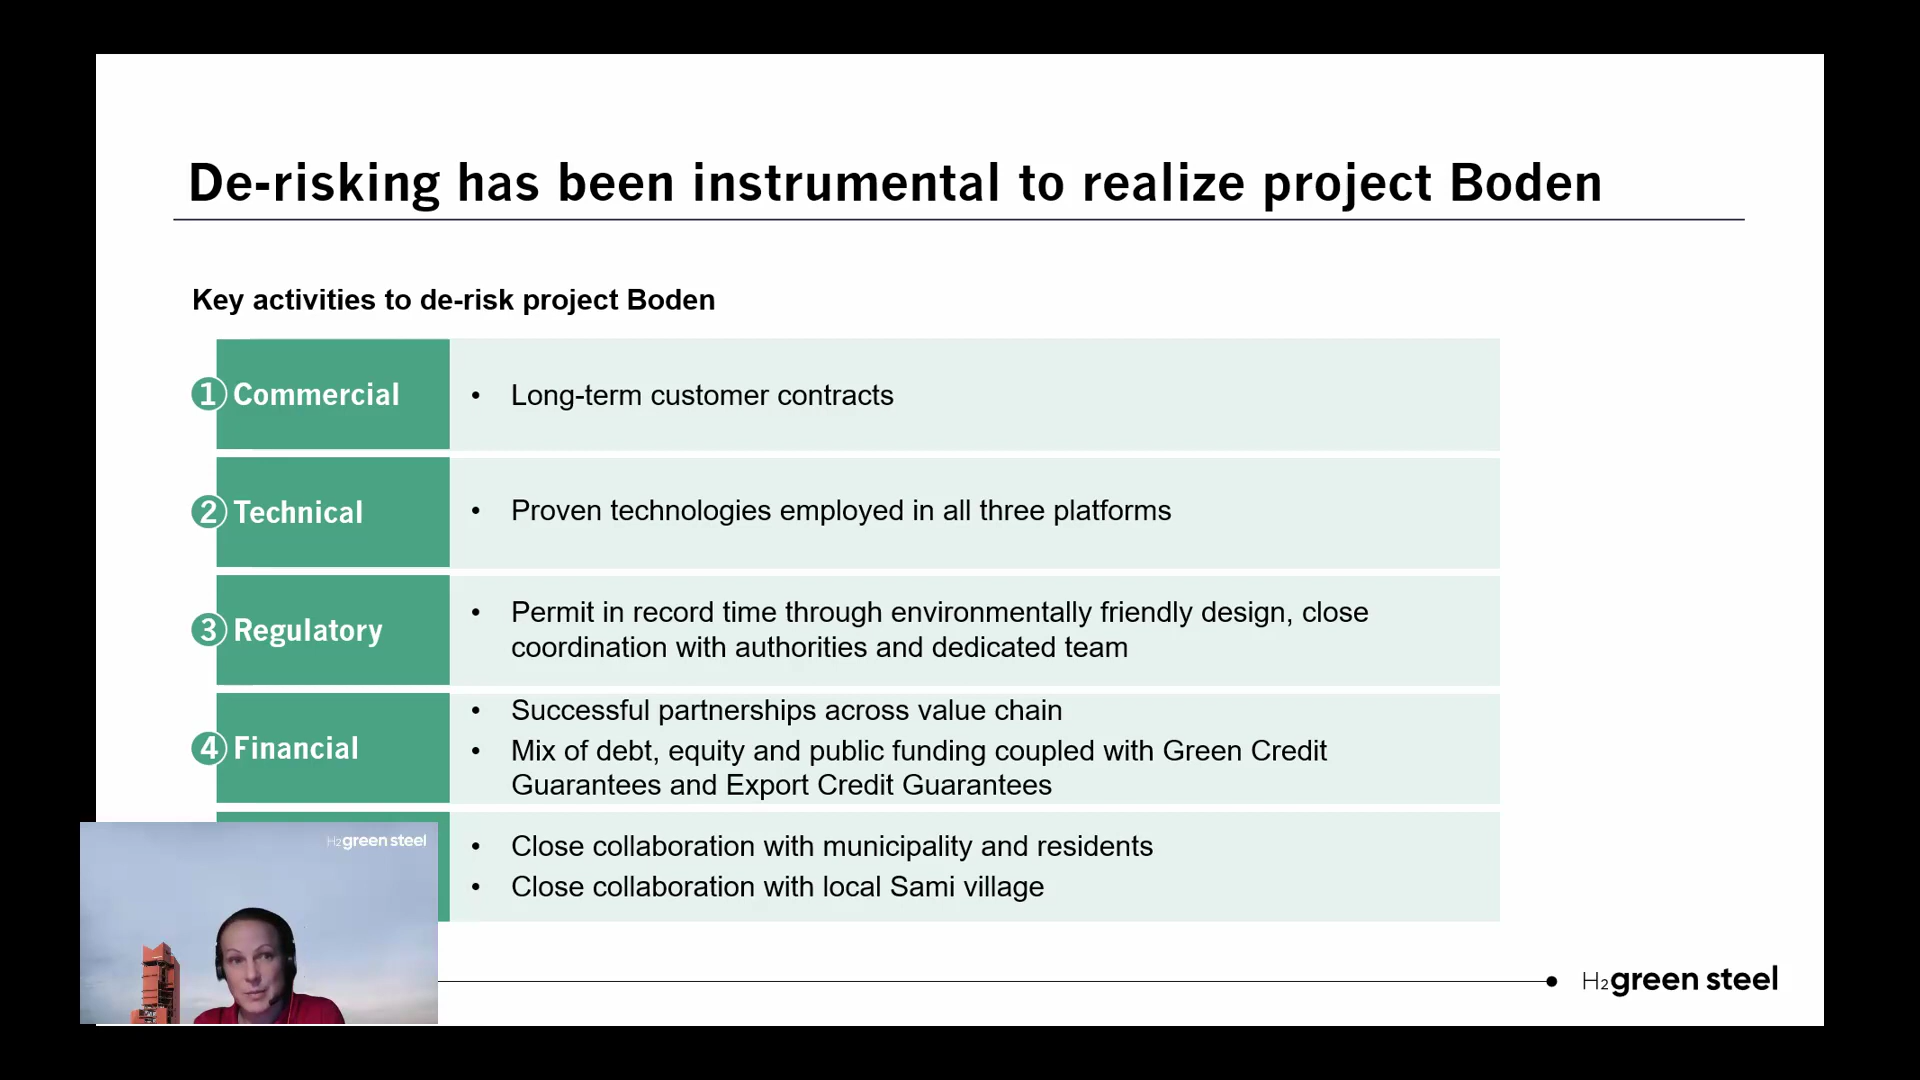 De-risking has been instrumental to realize project Boden
Key activities to de-risk project Boden
1 Commercial
• Long-term customer contracts
2 Technical
• Proven technologies employed in all three platforms
3 Regulatory
• Permit in record time through environmentally friendly design, close
coordination with authorities and dedicated team
4 Financial
• Successful partnerships across value chain
• Mix of debt, equity and public funding coupled with Green Credit
Guarantees and Export Credit Guarantees
• Close collaboration with municipality and residents
• Close collaboration with local Sami village
H2green steel
H2green steel